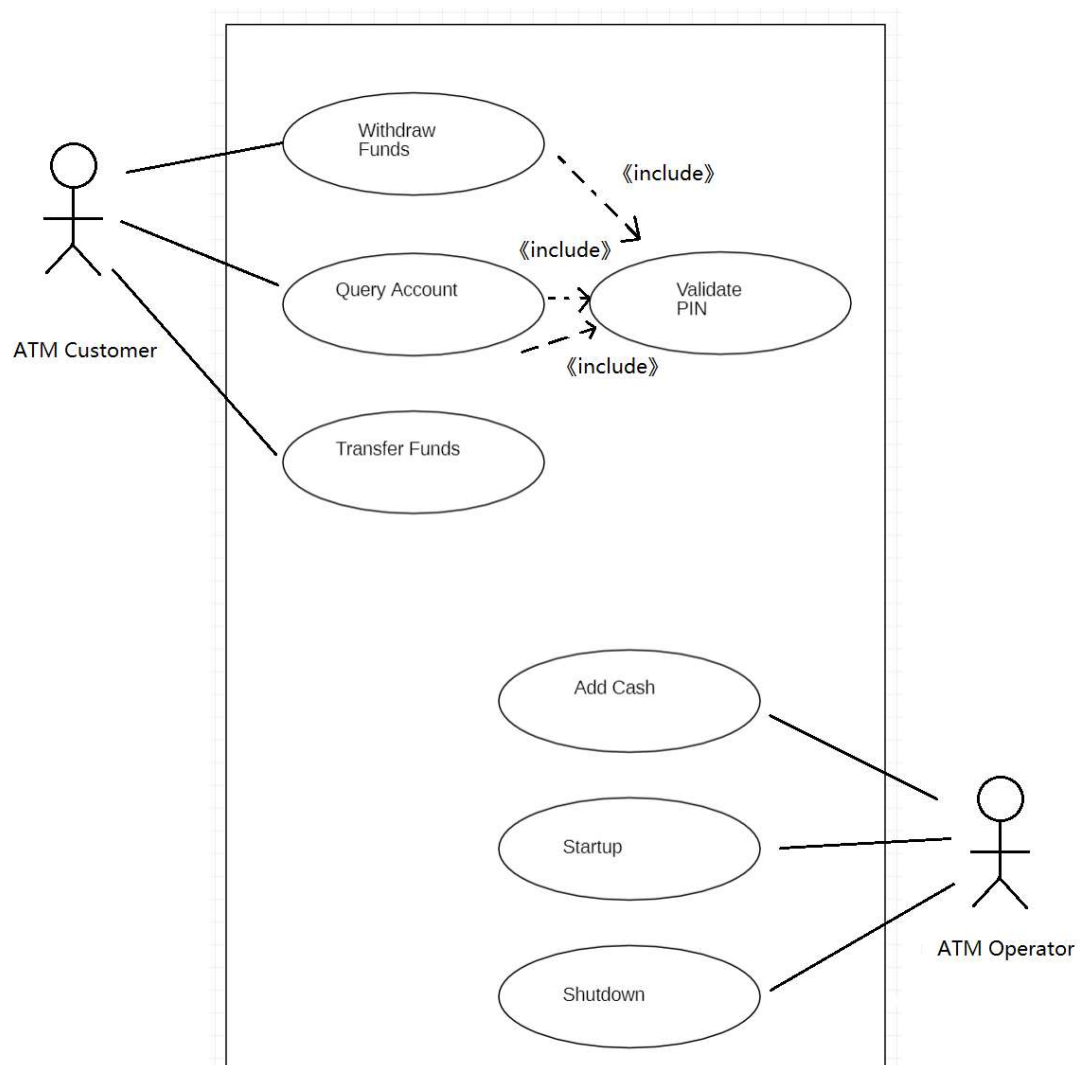 Withdraw
Funds
《include》
《include》
Query Account
Validate
PIN
ATM Customer
《include》
Transfer Funds
Add Cash
Startup
ATM Operator
Shutdown